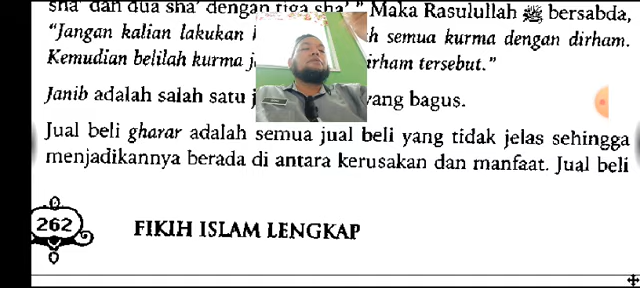 sha' dan dua sha' dengan tiga sha'." Maka Rasulullah ﷺ bersabda,
"Jangan kalian lakukan semua kurma dengan dirham.
Kemudian belilah kurma tersebut."
Janib adalah salah satu yang bagus.
Jual beli gharar adalah semua jual beli yang tidak jelas sehingga
menjadikannya berada di antara kerusakan dan manfaat. Jual beli
262
FIKIH ISLAM LENGKAP